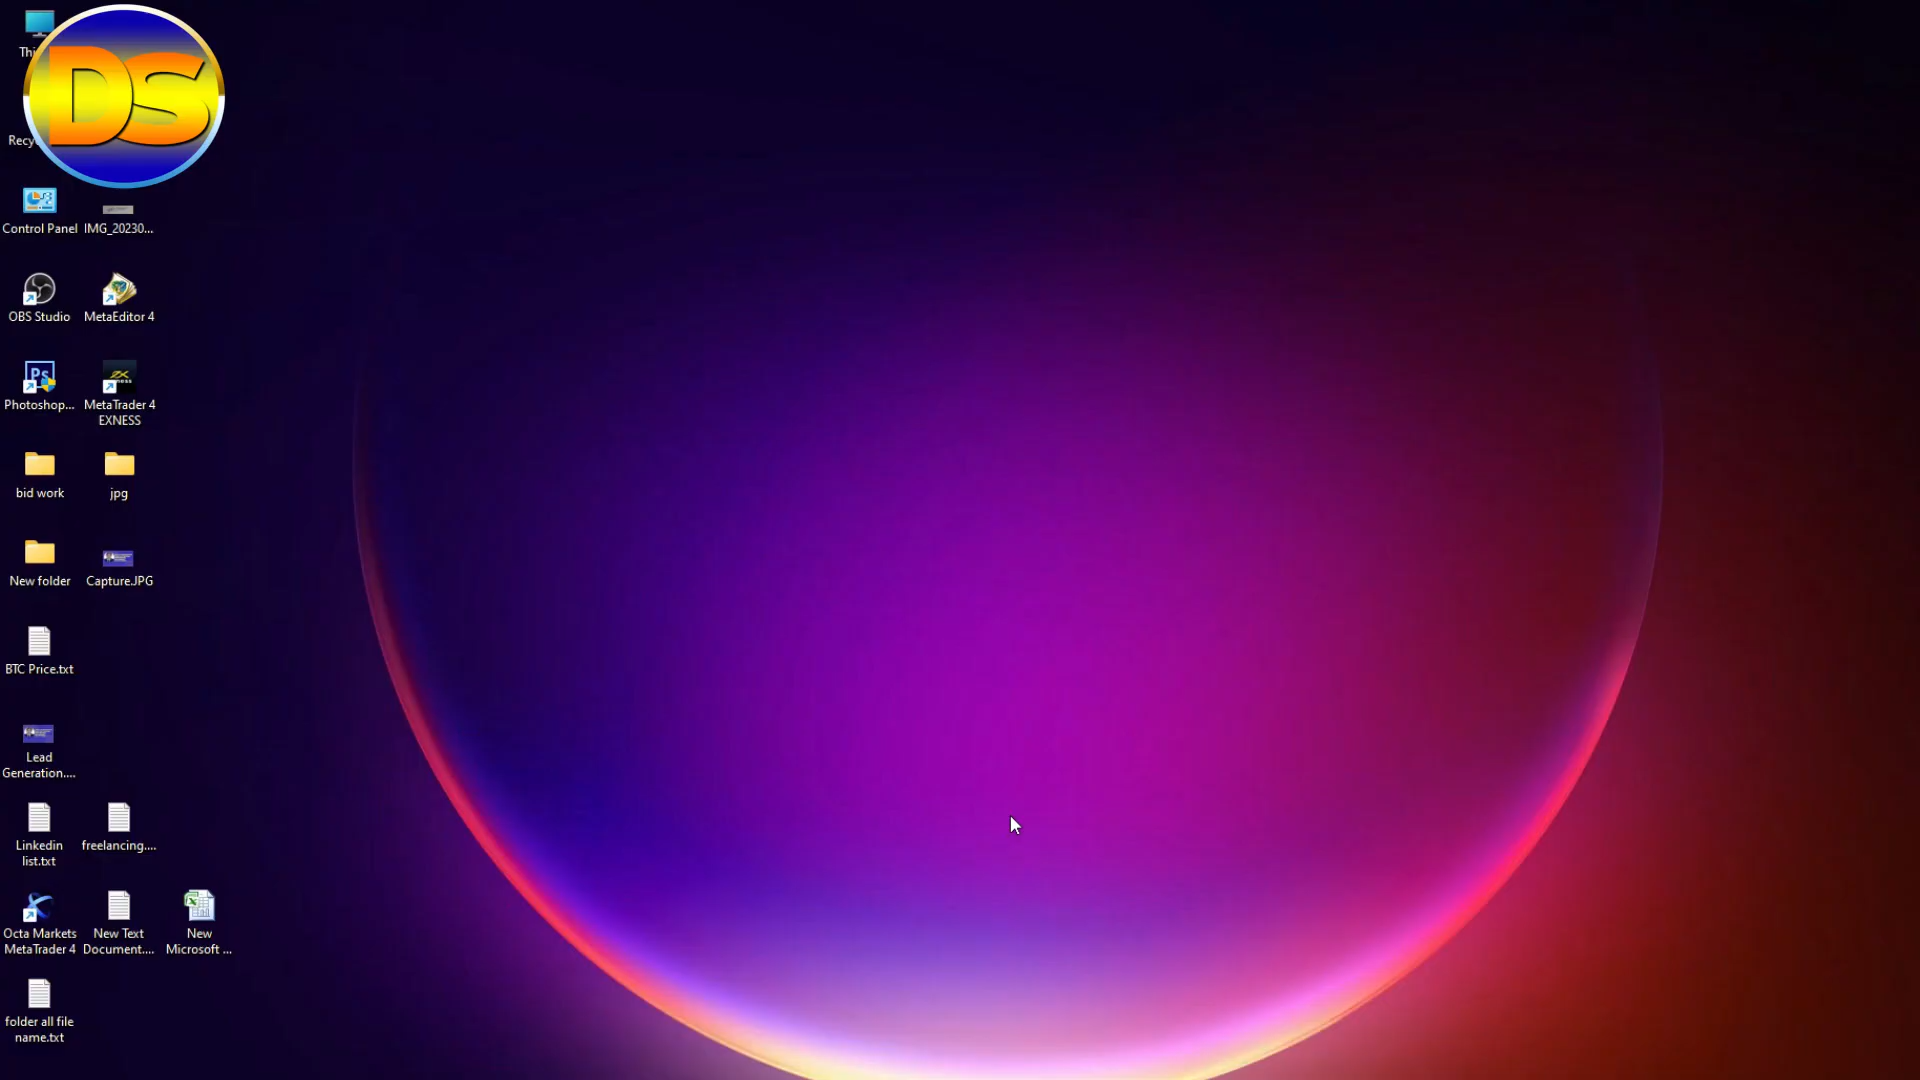 DS
Control Panel
IMG_20230...
OBS Studio
MetaEditor 4
Ps
Photoshop...
MetaTrader 4
EXNESS
bid work
jpg
New folder
Capture.JPG
BTC Price.txt
Lead
Generation....
Linkedin
list.txt
freelancing....
Octa Markets
MetaTrader 4
New Text
Document....
New
Microsoft ...
folder all file
name.txt